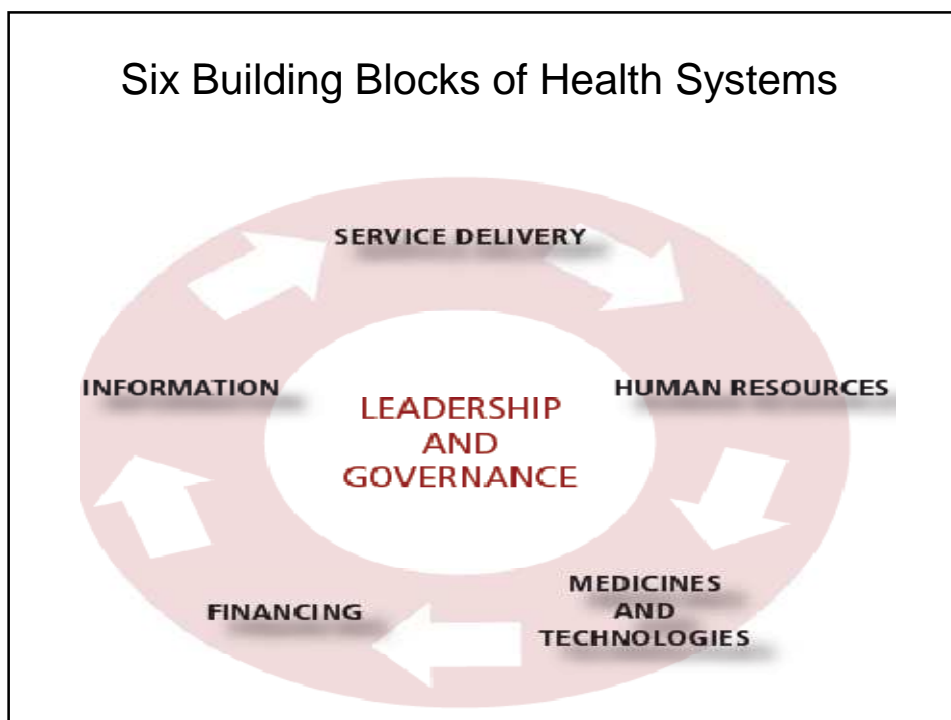 Six Building Blocks of Health Systems
SERVICE DELIVERY
INFORMATION
HUMAN RESOURCES
LEADERSHIP
AND
GOVERNANCE
MEDICINES
AND
TECHNOLOGIES
FINANCING